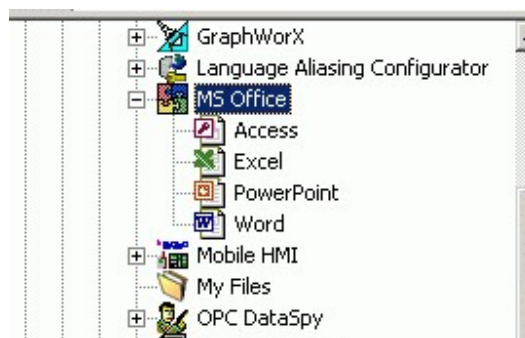 GraphWorX
Language Aliasing Configurator
MS Office
Access
Excel
PowerPoint
Word
Mobile HMI
My Files
OPC DataSpy